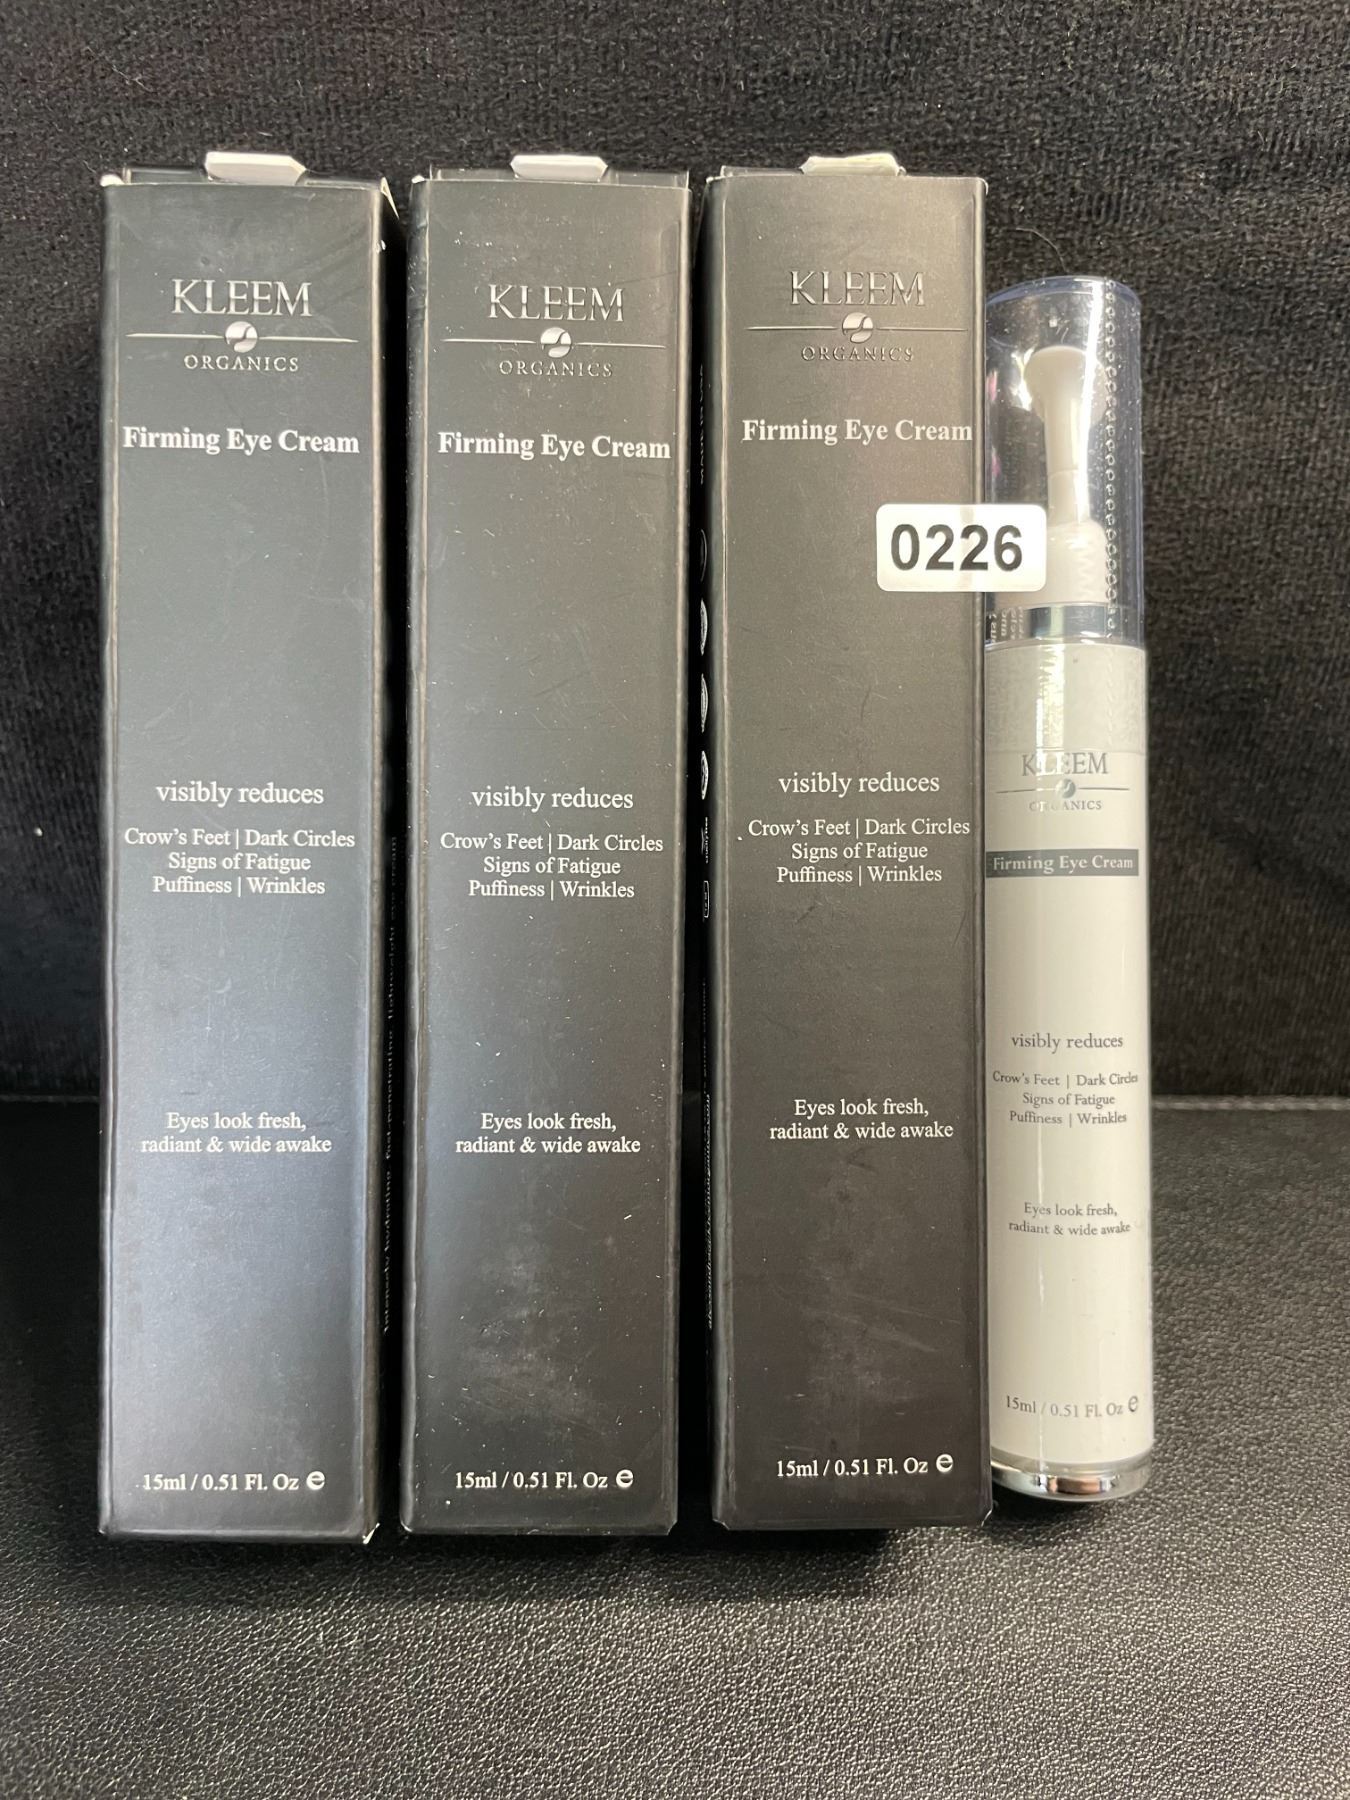 KLEEM
ORGANICS
Firming Eye Cream
visibly reduces
Crow's Feet | Dark Circles
Signs of Fatigue
Puffiness | Wrinkles
Eyes look fresh,
radiant & wide awake
15ml / 0.51 Fl. Oz e
KLEEM
ORGANICS
Firming Eye Cream
visibly reduces
Crow's Feet | Dark Circles
Signs of Fatigue
Puffiness | Wrinkles
Eyes look fresh,
radiant & wide awake
15ml / 0.51 Fl. Oz e
KLEEM
ORGANICS
Firming Eye Cream
visibly reduces
Crow's Feet | Dark Circles
Signs of Fatigue
Puffiness | Wrinkles
Eyes look fresh,
radiant & wide awake
15ml / 0.51 Fl. Oz e
0226
KLEEM
ORGANICS
Firming Eye Cream
visibly reduces
Crow's Feet | Dark Circles
Signs of Fatigue
Puffiness | Wrinkles
Eyes look fresh,
radiant & wide awake
15ml / 0.51 Fl. Oz e